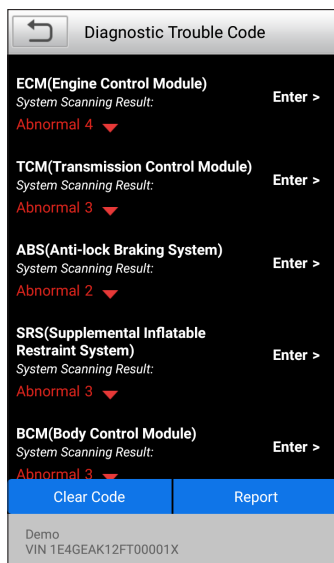 Diagnostic Trouble Code
ECM(Engine Control Module)
System Scanning Result:
Enter >
Abnormal 4
TCM(Transmission Control Module)
System Scanning Result:
Enter >
Abnormal 3
ABS(Anti-lock Braking System)
System Scanning Result:
Enter >
Abnormal 2
SRS(Supplemental Inflatable
Restraint System)
System Scanning Result:
Enter >
Abnormal 3
BCM(Body Control Module)
System Scanning Result:
Enter >
Abnormal 3
Clear Code
Report
Demo
VIN 1E4GEAK12FT00001X